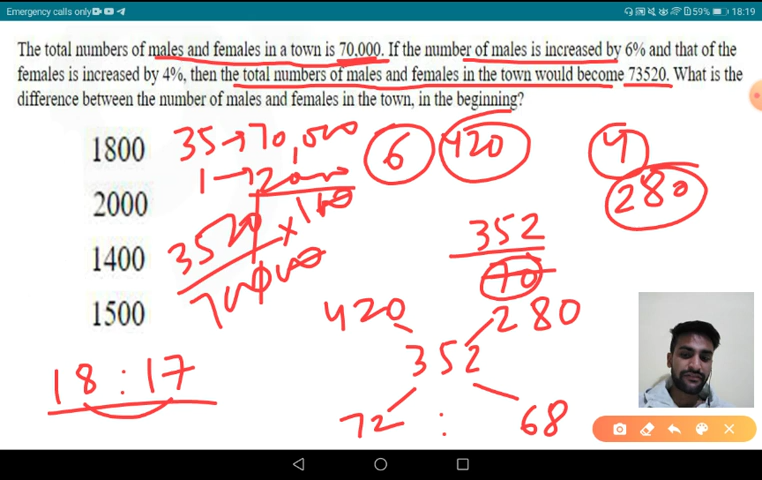 Emergency calls only 59% 18:19
The total numbers of males and females in a town is 70,000. If the number of males is increased by 6% and that of the
females is increased by 4%, then the total numbers of males and females in the town would become 73520. What is the
difference between the number of males and females in the town, in the beginning?
1800
2000
1400
1500
35→70,000
1→2000
3520/70000 × 100
6 420
4
280
352/70
420 280
352
72 : 68
18 : 17